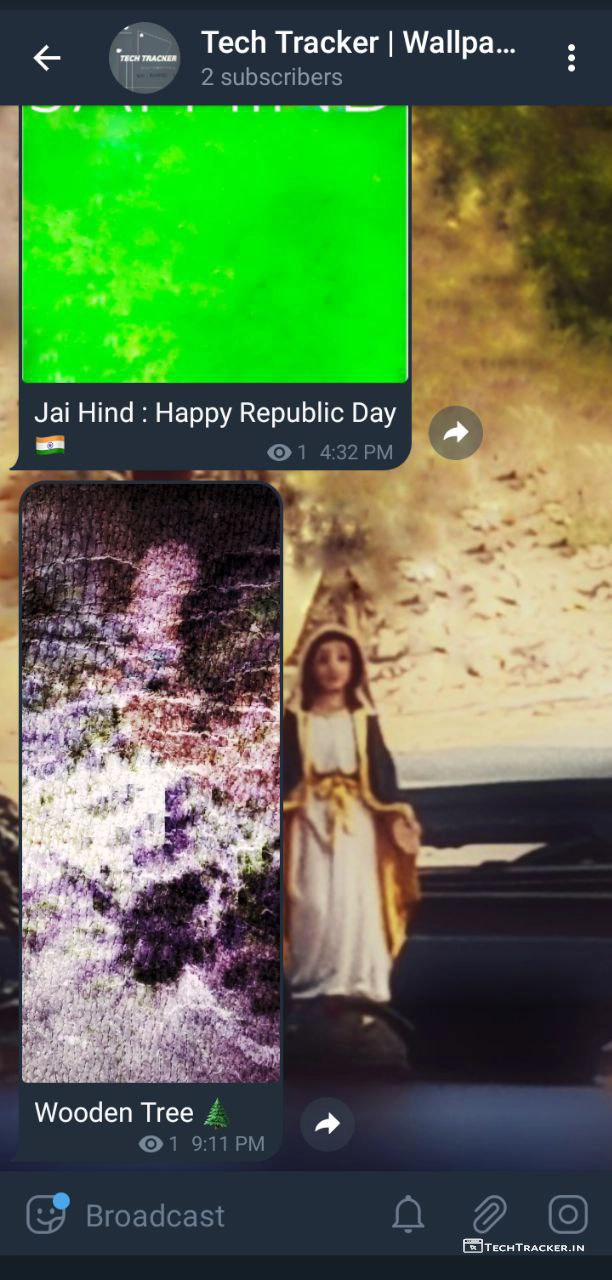 Tech Tracker | Wallpa...
TECH TRACKER
2 subscribers
Jai Hind : Happy Republic Day
🇮🇳
1 4:32 PM
Wooden Tree 🌲
1 9:11 PM
Broadcast
TECHTRACKER.IN